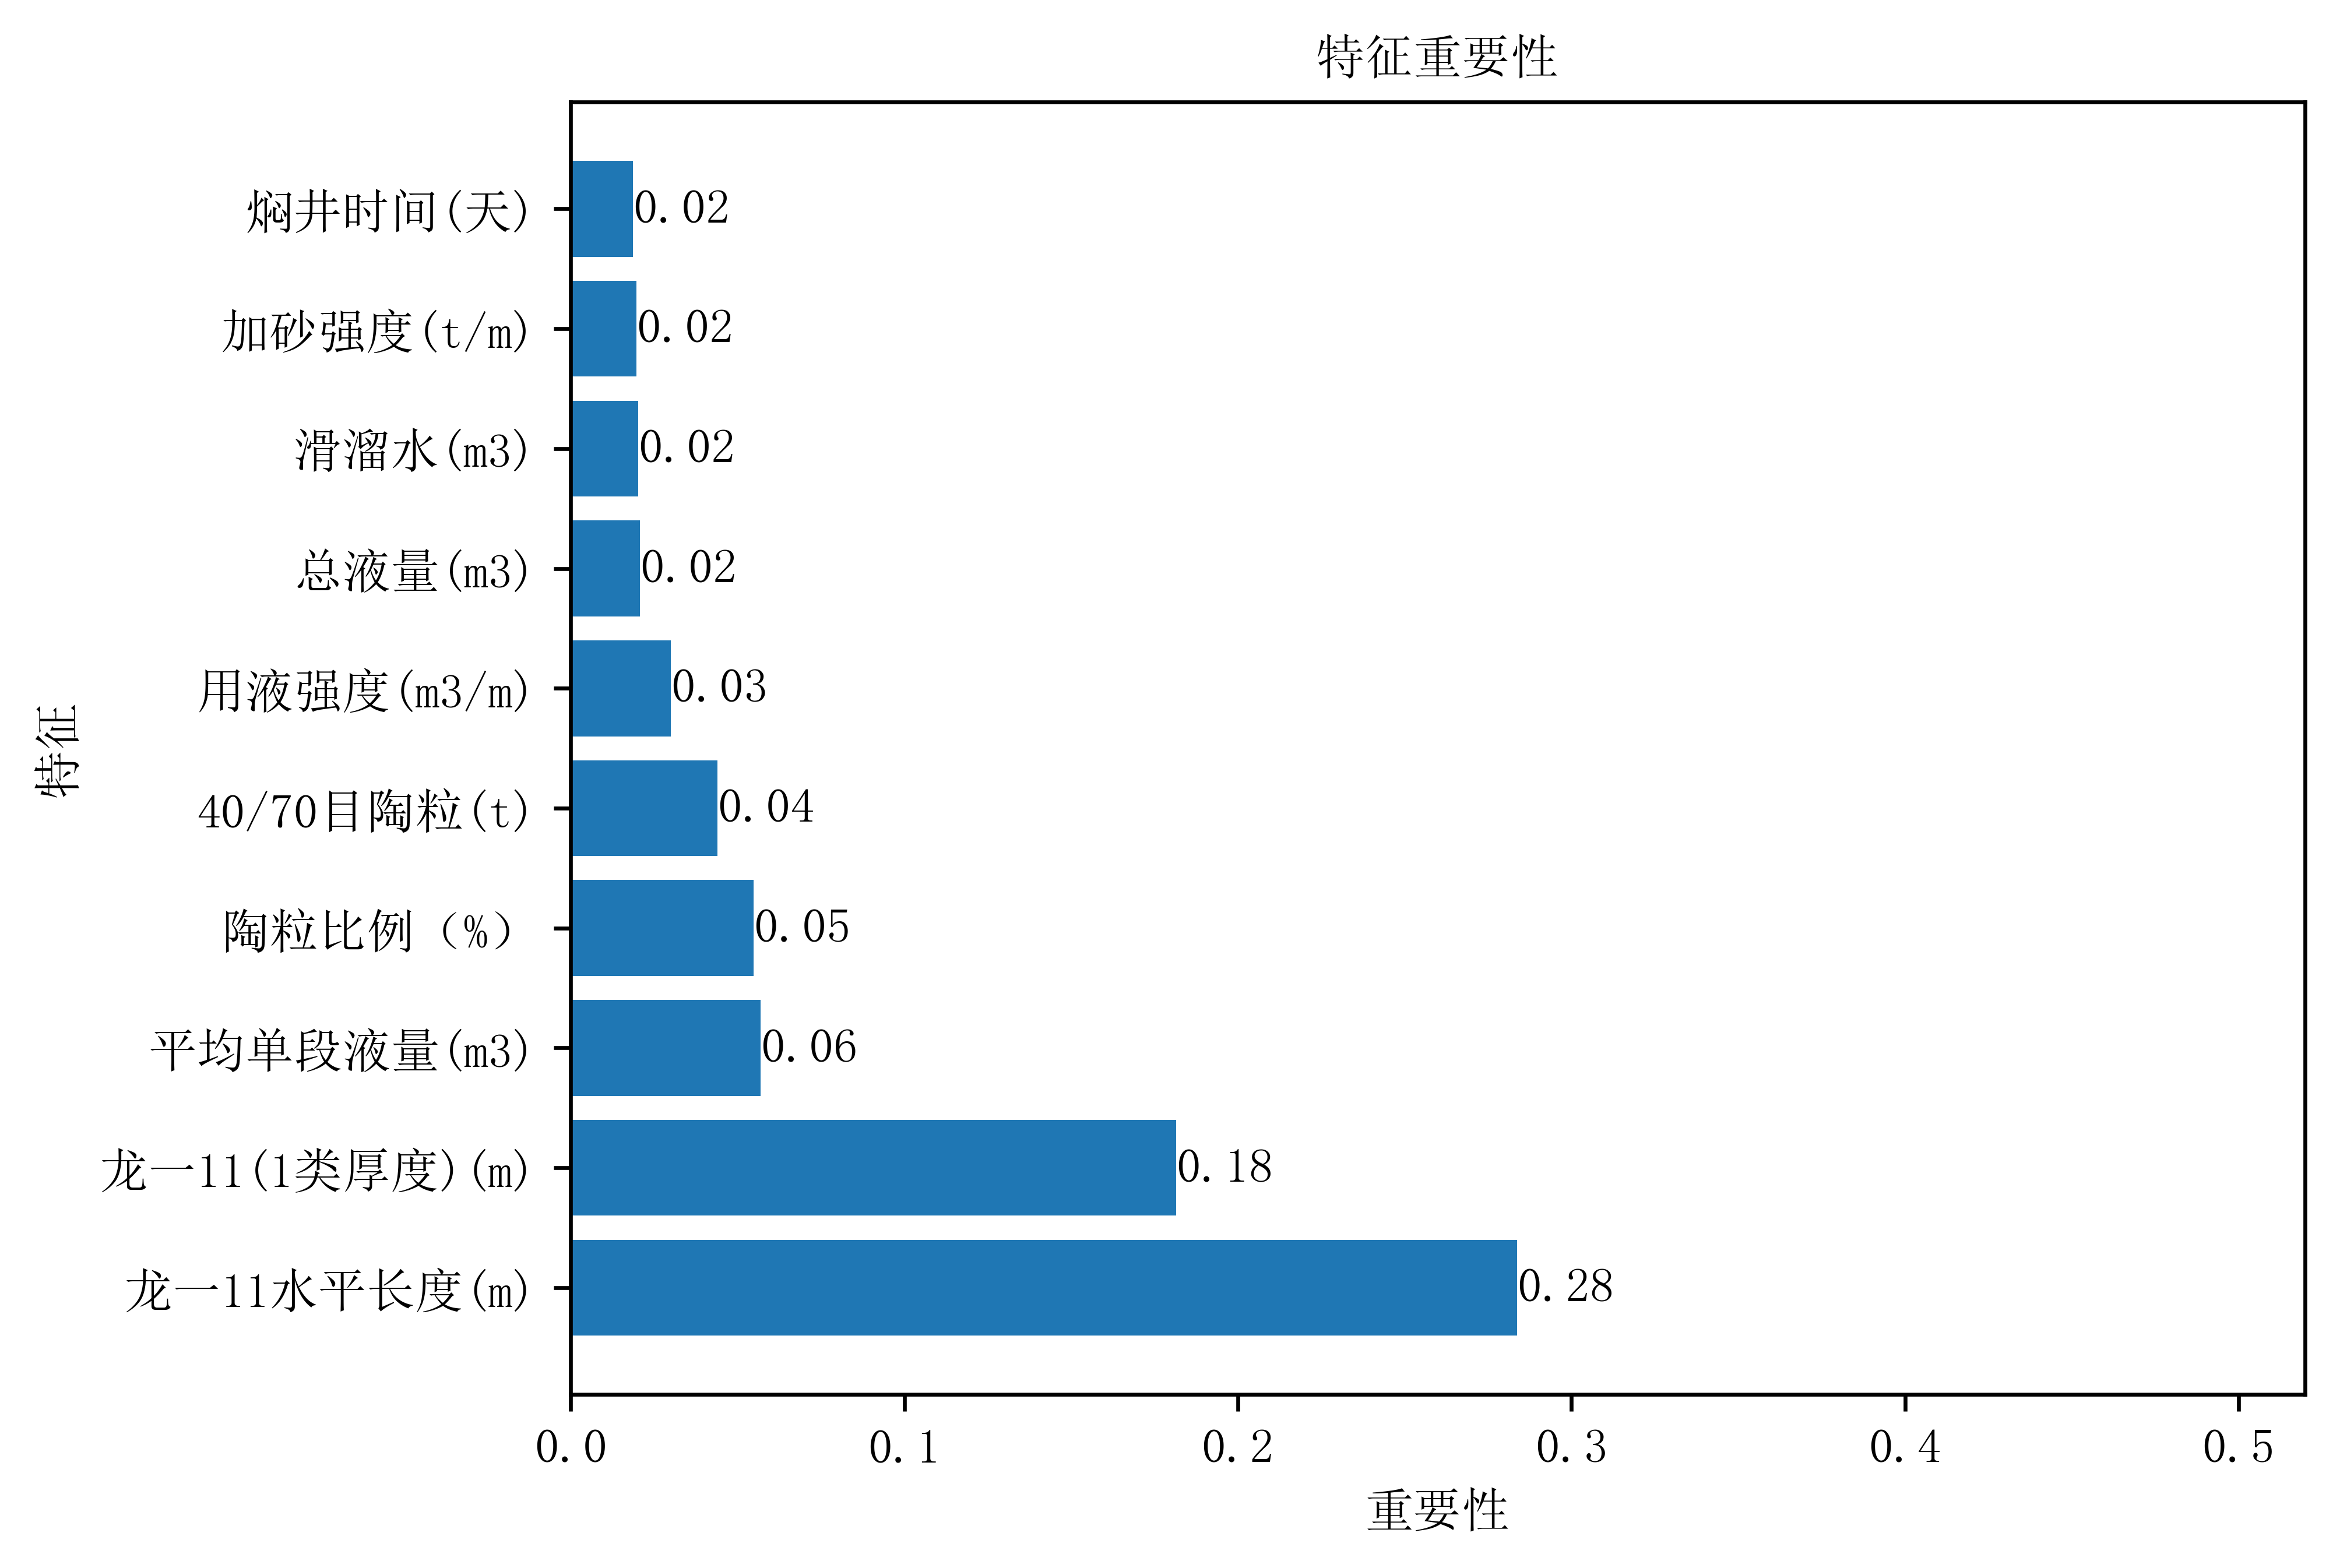 特征重要性
焖井时间(天)
0.02
加砂强度(t/m)
0.02
滑溜水(m3)
0.02
总液量(m3)
0.02
用液强度(m3/m)
0.03
40/70目陶粒(t)
0.04
陶粒比例（%）
0.05
平均单段液量(m3)
0.06
龙一11(1类厚度)(m)
0.18
龙一11水平长度(m)
0.28
特征
0.0 0.1 0.2 0.3 0.4 0.5
重要性